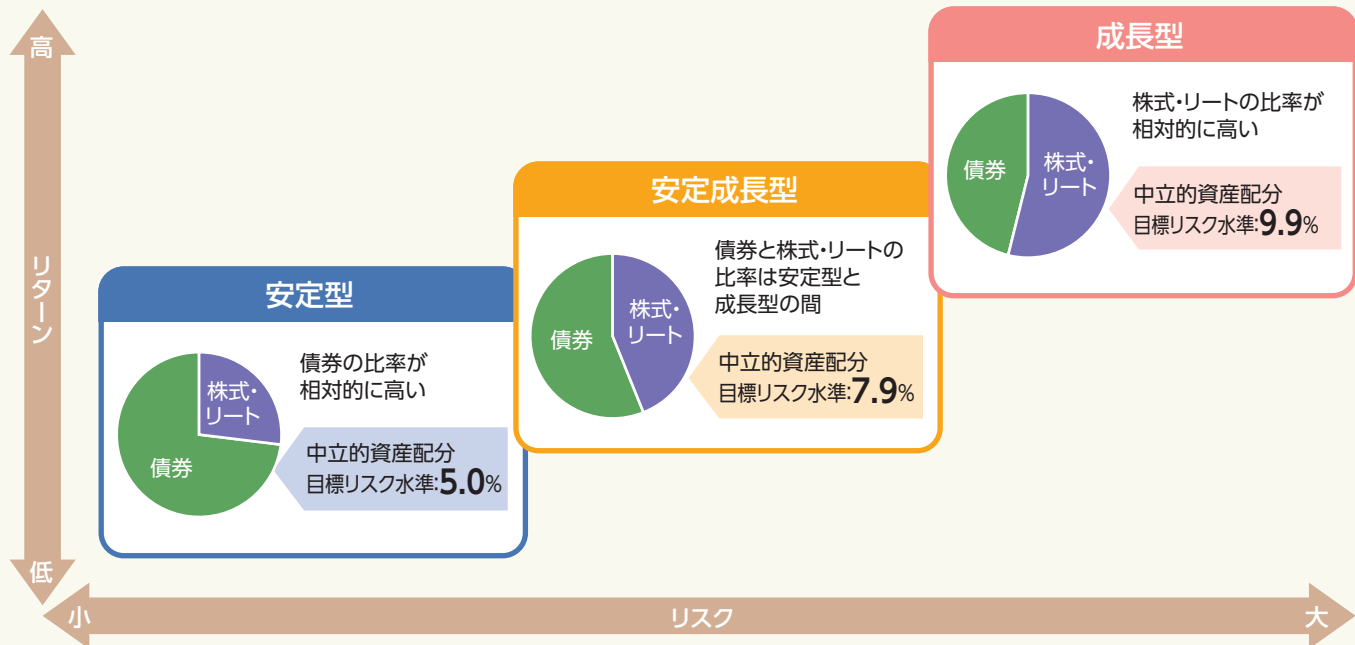 高
リターン
低
小
リスク
大
安定型
株式・
リート
債券
債券の比率が
相対的に高い
中立的資産配分
目標リスク水準:5.0%
安定成長型
債券
株式・
リート
債券と株式・リートの
比率は安定型と
成長型の間
中立的資産配分
目標リスク水準:7.9%
成長型
債券
株式・
リート
株式・リートの比率が
相対的に高い
中立的資産配分
目標リスク水準:9.9%